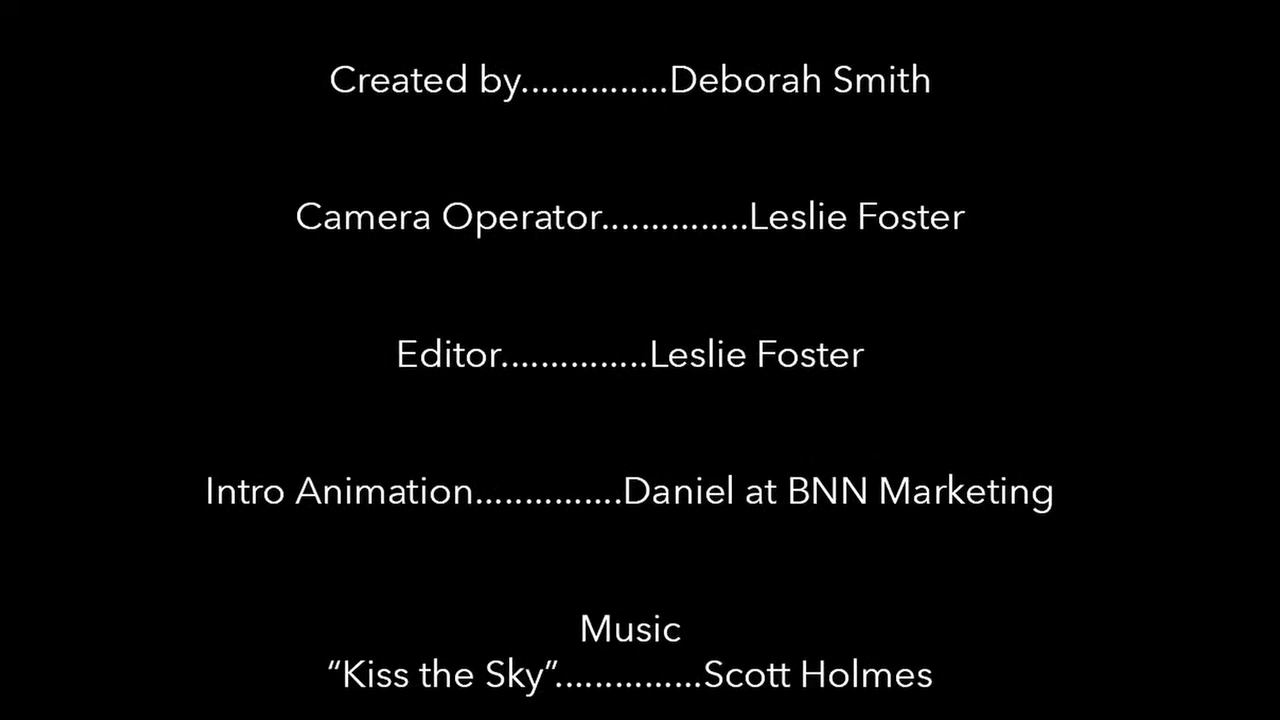 Created by...............Deborah Smith
Camera Operator...............Leslie Foster
Editor...............Leslie Foster
Intro Animation...............Daniel at BNN Marketing
Music
“Kiss the Sky”...............Scott Holmes